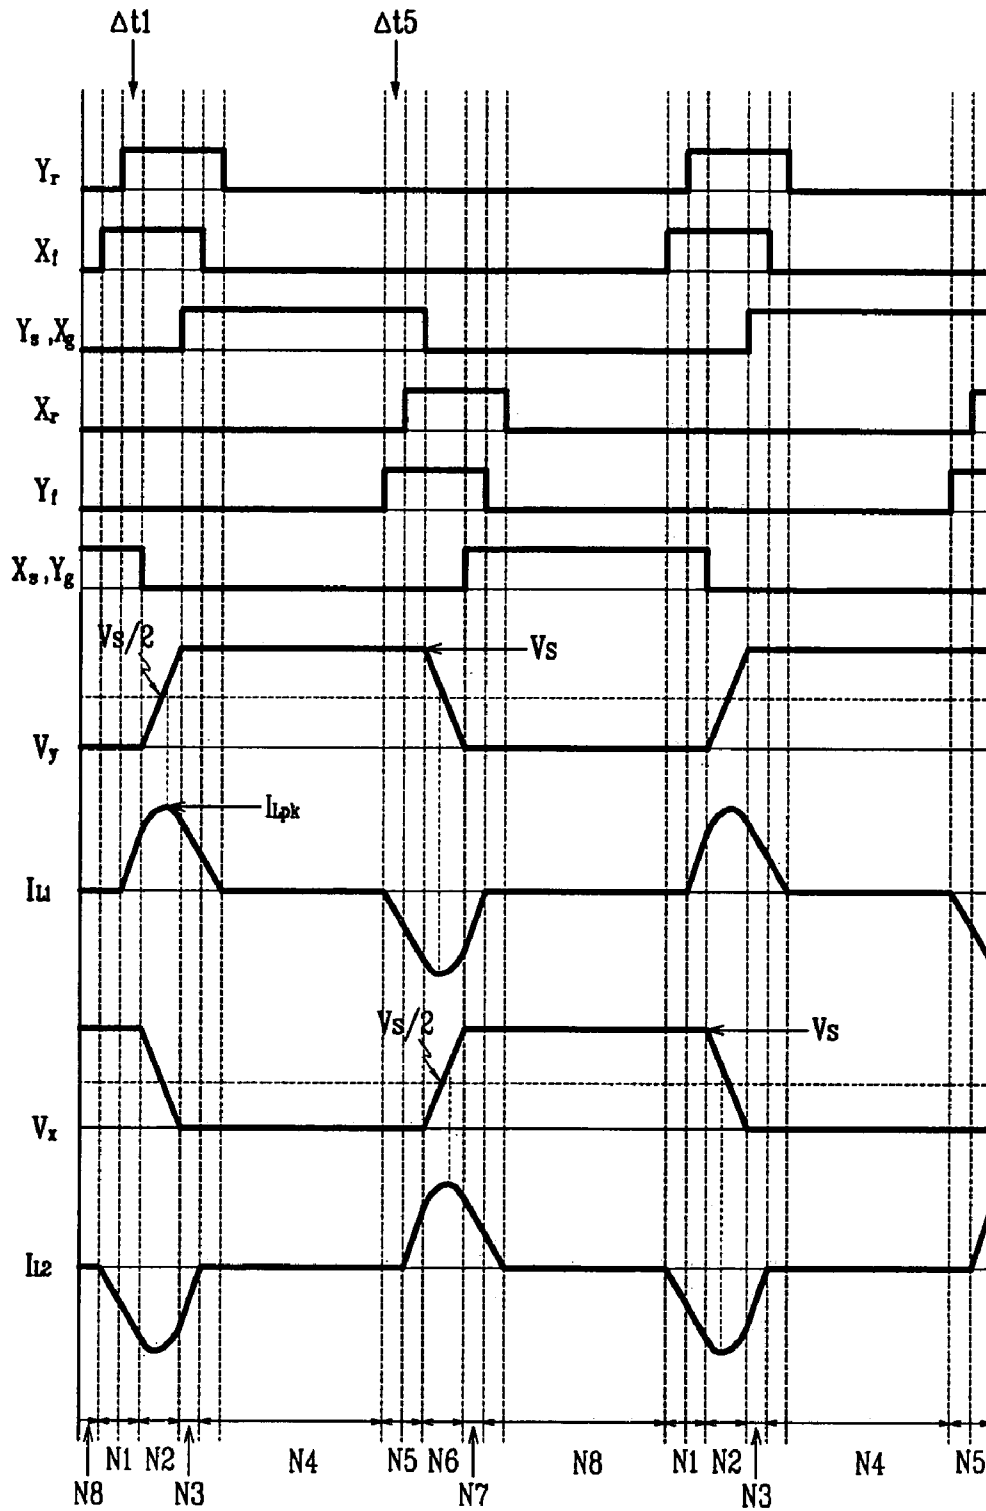 Δt1 Δt5
Yr
Xf
Ys ,Xg
Xr
Yf
Xs ,Yg
Vs/2
Vs
Vy
ILpk
IL1
Vs/2
Vs
Vx
IL2
N1 N2 N4 N5 N6 N8 N1 N2 N4 N5
N8 N3 N7 N3